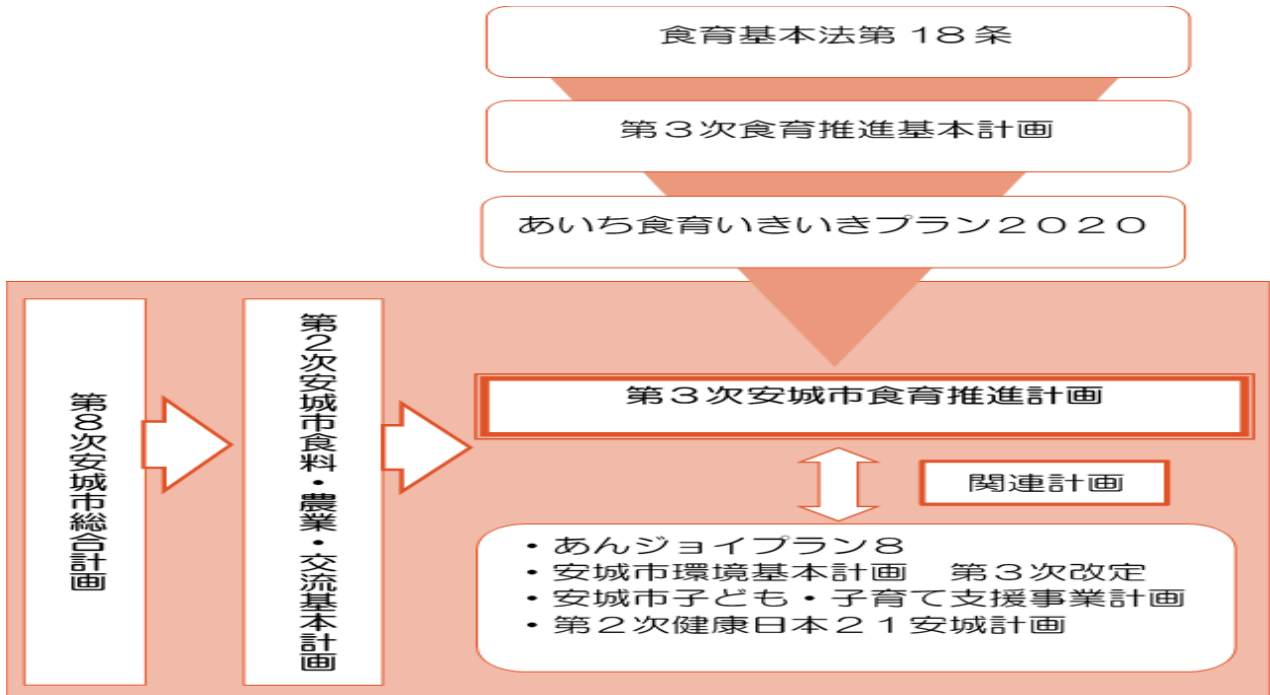 食育基本法第18条
第３次食育推進基本計画
あいち食育いきいきプラン２０２０
第8次安城市総合計画
第2次安城市食料・農業・交流基本計画
第３次安城市食育推進計画
関連計画
・あんジョイプラン８
・安城市環境基本計画　第３次改定
・安城市子ども・子育て支援事業計画
・第２次健康日本２１安城計画